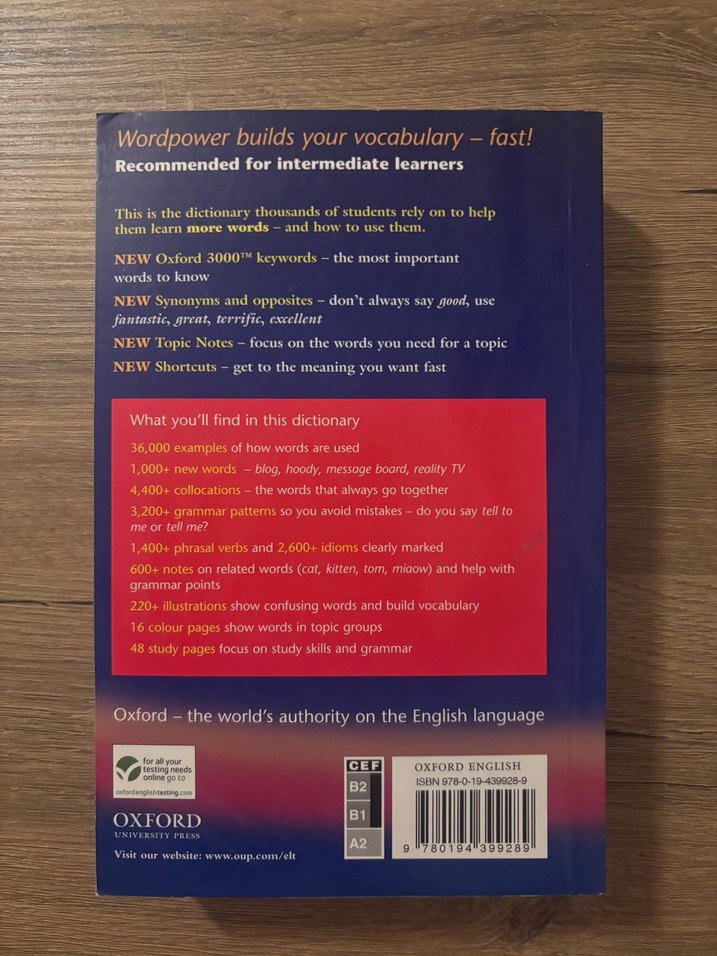 Wordpower builds your vocabulary – fast!
Recommended for intermediate learners
This is the dictionary thousands of students rely on to help
them learn more words – and how to use them.
NEW Oxford 3000™ keywords – the most important
words to know
NEW Synonyms and opposites – don't always say good, use
fantastic, great, terrific, excellent
NEW Topic Notes – focus on the words you need for a topic
NEW Shortcuts – get to the meaning you want fast
What you'll find in this dictionary
36,000 examples of how words are used
1,000+ new words – blog, hoody, message board, reality TV
4,400+ collocations – the words that always go together
3,200+ grammar patterns so you avoid mistakes – do you say tell to
me or tell me?
1,400+ phrasal verbs and 2,600+ idioms clearly marked
600+ notes on related words (cat, kitten, tom, miaow) and help with
grammar points
220+ illustrations show confusing words and build vocabulary
16 colour pages show words in topic groups
48 study pages focus on study skills and grammar
Oxford – the world's authority on the English language
for all your
testing needs
online go to
oxfordenglishtesting.com
OXFORD
UNIVERSITY PRESS
Visit our website: www.oup.com/elt
CEF
B2
B1
A2
OXFORD ENGLISH
ISBN 978-0-19-439928-9
9 780194 399289